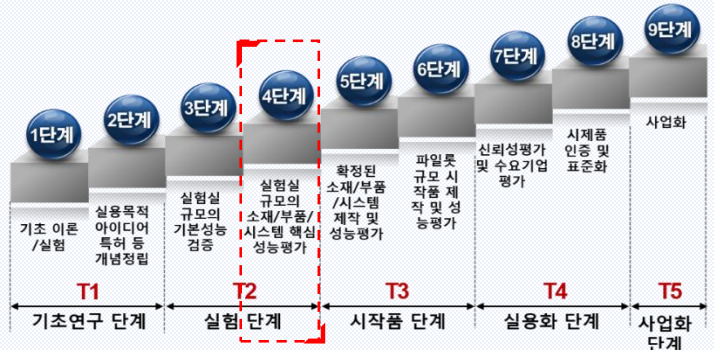 1단계
2단계
3단계
4단계
5단계
6단계
7단계
8단계
9단계
기초 이론
/실험
실용목적
아이디어
특허 등
개념정립
실험실
규모의
기본성능
검증
실험실
규모의
소재/부품/
시스템 핵심
성능평가
확정된
소재/부품
/시스템
제작 및
성능평가
파일롯
규모 시
작품 제
작 및 성
능평가
신뢰성평가
및 수요기업
평가
시제품
인증 및
표준화
사업화
T1
T2
T3
T4
T5
기초연구 단계
실험 단계
시작품 단계
실용화 단계
사업화
단계